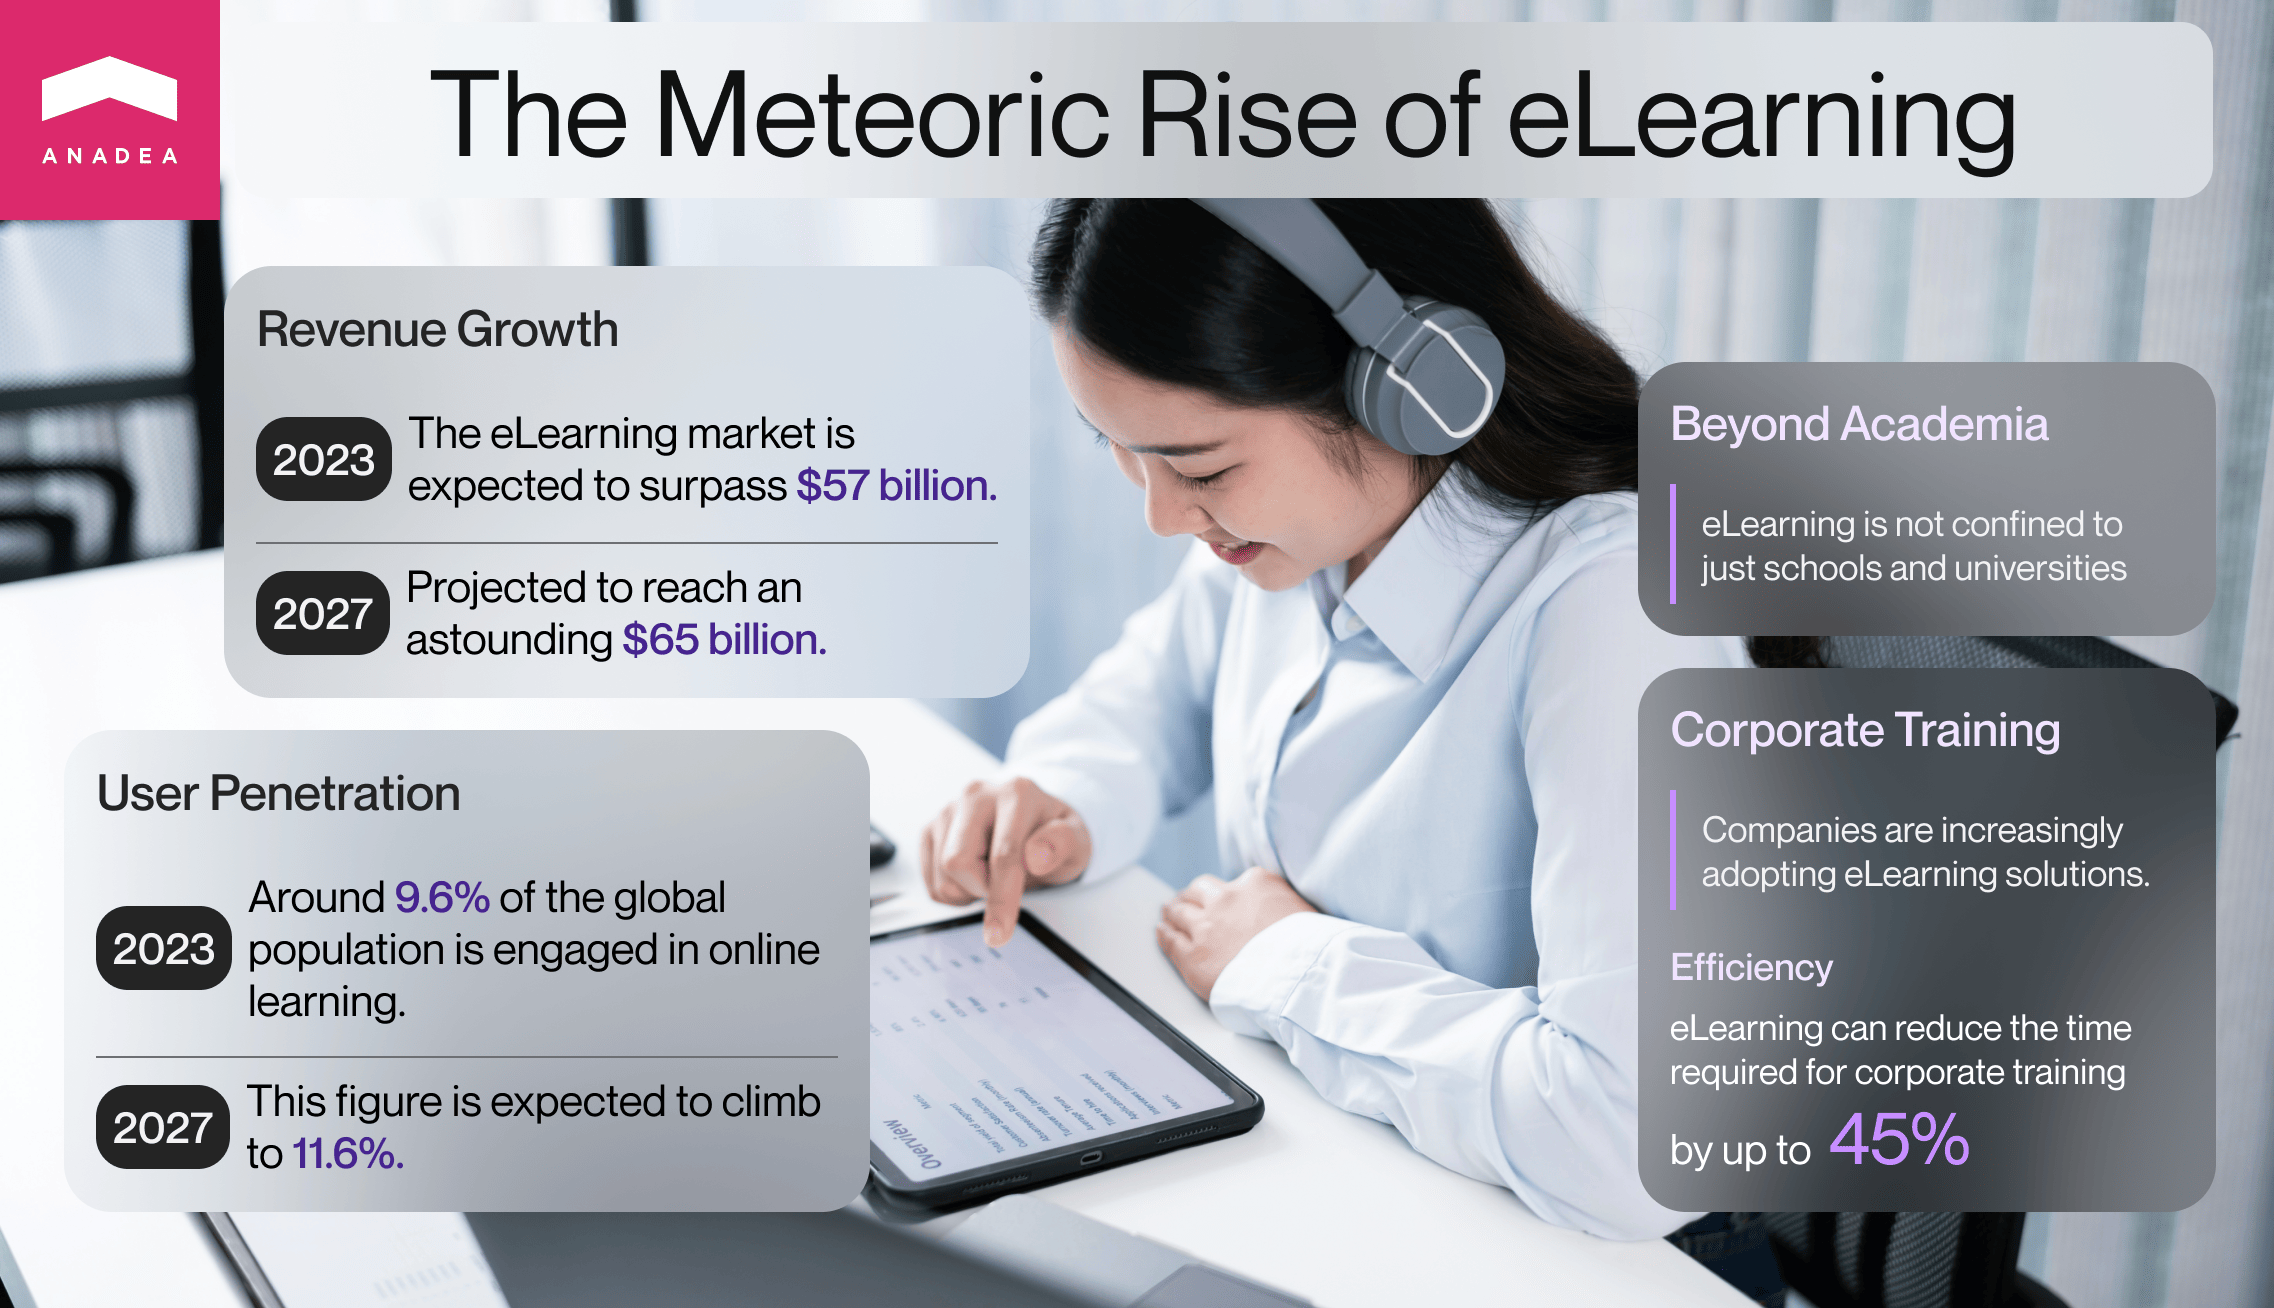 ANADEA
The Meteoric Rise of eLearning
Revenue Growth
2023
The eLearning market is
expected to surpass $57 billion.
2027
Projected to reach an
astounding $65 billion.
User Penetration
2023
Around 9.6% of the global
population is engaged in online
learning.
2027
This figure is expected to climb
to 11.6%.
Beyond Academia
eLearning is not confined to
just schools and universities
Corporate Training
Companies are increasingly
adopting eLearning solutions.
Efficiency
eLearning can reduce the time
required for corporate training
by up to 45%
Overview